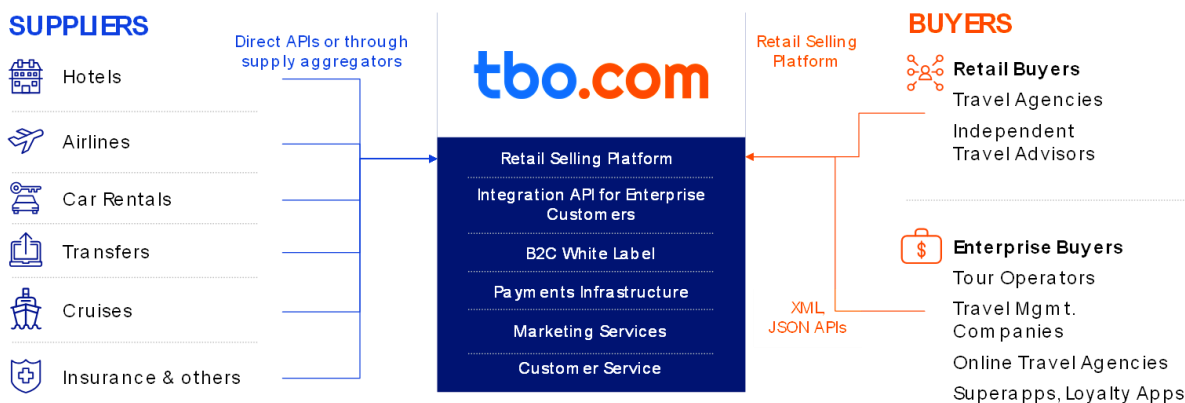 SUPPLIERS
Hotels
Airlines
Car Rentals
Transfers
Cruises
Insurance & others
Direct APIs or through
supply aggregators
tbo.com
Retail Selling Platform
Integration API for Enterprise
Customers
B2C White Label
Payments Infrastructure
Marketing Services
Customer Service
Retail Selling
Platform
XML,
JSON APIs
BUYERS
Retail Buyers
Travel Agencies
Independent
Travel Advisors
$
Enterprise Buyers
Tour Operators
Travel Mgmt.
Companies
Online Travel Agencies
Superapps, Loyalty Apps